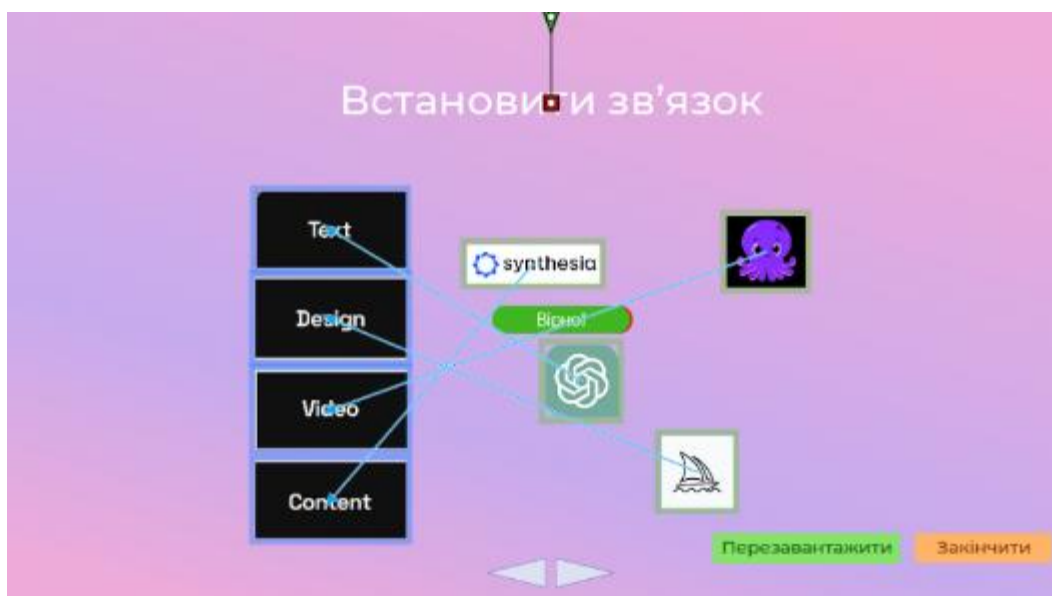 Встановити зв’язок
Text
synthesia
Design
Вірно!
Video
Content
Перезавантажити
Закінчити